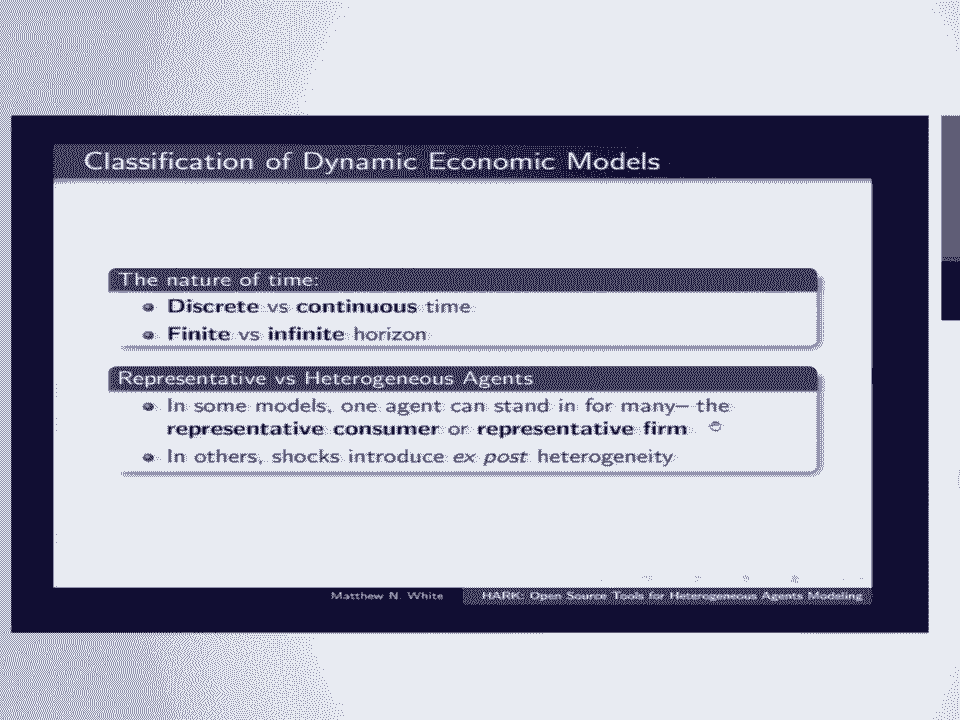 Classification of Dynamic Economic Models
The nature of time:
Discrete vs continuous time
Finite vs infinite horizon
Representative vs Heterogeneous Agents
In some models, one agent can stand in for many– the
representative consumer or representative firm
In others, shocks introduce ex post heterogeneity
Matthew N. White
HARK: Open Source Tools for Heterogeneous Agents Modeling